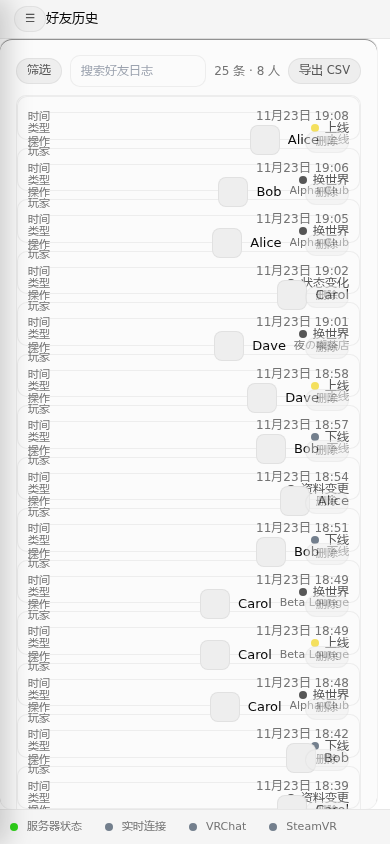 ☰ 好友历史
筛选 搜索好友日志 25 条 · 8 人 导出 CSV
时间 11月23日 19:08
类型 上线
操作
玩家 Alice
时间 11月23日 19:06
类型 换世界
操作
玩家 Bob Alpha Club
时间 11月23日 19:05
类型 换世界
操作
玩家 Alice Alpha Club
时间 11月23日 19:02
类型 状态变化
操作
玩家 Carol
时间 11月23日 19:01
类型 换世界
操作
玩家 Dave
时间 11月23日 18:58
类型 上线
操作
玩家 Dave
时间 11月23日 18:57
类型 下线
操作
玩家 Bob
时间 11月23日 18:54
类型 资料变更
操作
玩家 Alice
时间 11月23日 18:51
类型 下线
操作
玩家 Bob
时间 11月23日 18:49
类型 换世界
操作
玩家 Carol Beta Lounge
时间 11月23日 18:49
类型 上线
操作
玩家 Carol Beta Lounge
时间 11月23日 18:48
类型 换世界
操作
玩家 Carol Alpha Club
时间 11月23日 18:42
类型 下线
操作
玩家 Bob
时间 11月23日 18:39
类型 资料变更
操作
服务器状态 实时连接 VRChat SteamVR